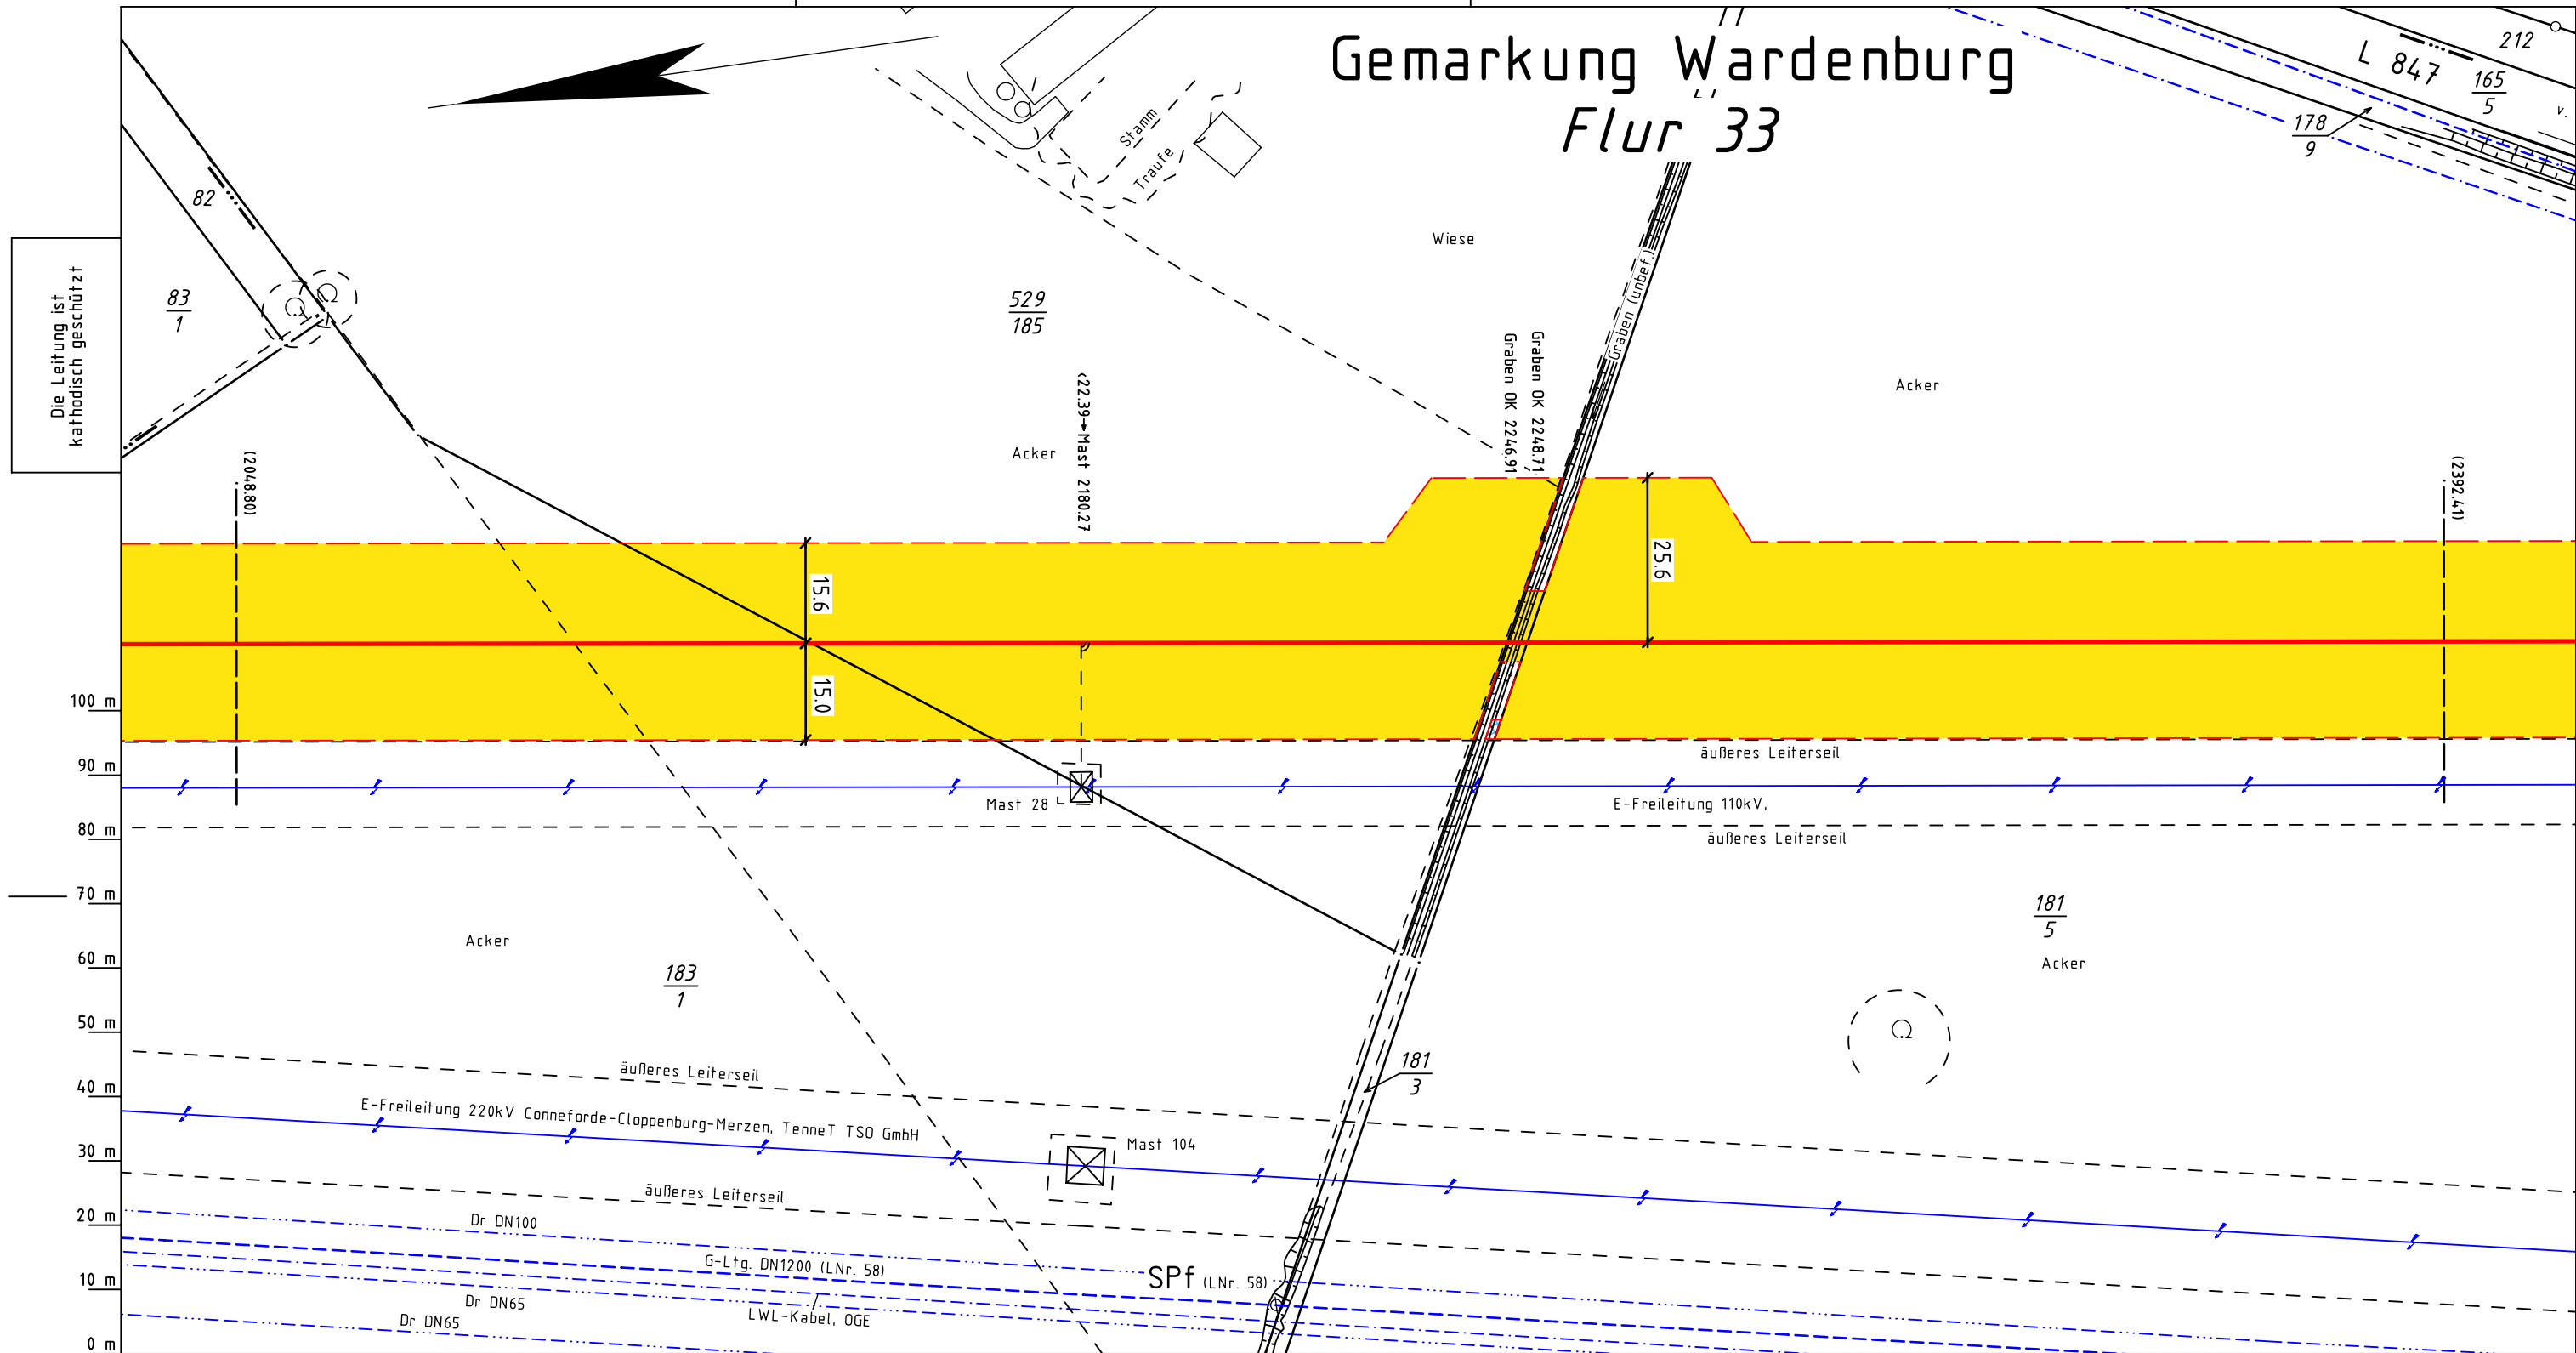 Gemarkung Wardenburg
Flur 33
L 847
212
165
5
v.
178
9
Stamm
Traufe
82
83
1
Die Leitung ist
kathodisch geschützt
529
185
Wiese
Graben (unbef.)
Acker
Acker
(2048.80)
(22.39→Mast 2180.27
Graben OK 2246.91
Graben OK 2248.71
(2392.41)
15.6
25.6
15.0
100 m
90 m
80 m
70 m
60 m
50 m
40 m
30 m
20 m
10 m
0 m
äußeres Leiterseil
Mast 28
E-Freileitung 110kV,
äußeres Leiterseil
Acker
183
1
181
5
Acker
181
3
äußeres Leiterseil
E-Freileitung 220kV Conneforde-Cloppenburg-Merzen, TenneT TSO GmbH
Mast 104
äußeres Leiterseil
Dr DN100
G-Ltg. DN1200 (LNr. 58)
SPf (LNr. 58)
Dr DN65
LWL-Kabel, OGE
Dr DN65